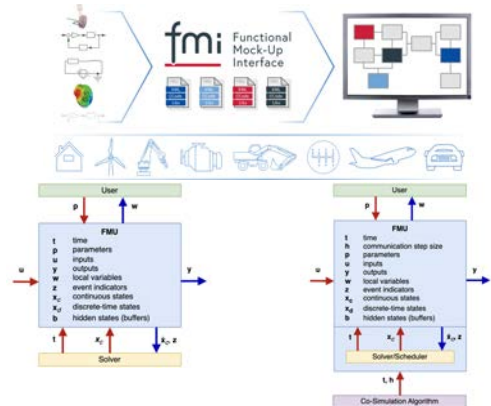 fmi
Functional
Mock-Up
Interface
User
p
w
FMU
t time
p parameters
u inputs
y outputs
w local variables
z event indicators
xc continuous states
xd discrete-time states
b hidden states (buffers)
u
y
t
xc
ẋc, z
Solver
User
p
w
FMU
t time
h communication step size
p parameters
u inputs
y outputs
w local variables
z event indicators
xc continuous states
xd discrete-time states
b hidden states (buffers)
u
y
t
xc
ẋc, z
Solver/Scheduler
t, h
Co-Simulation Algorithm